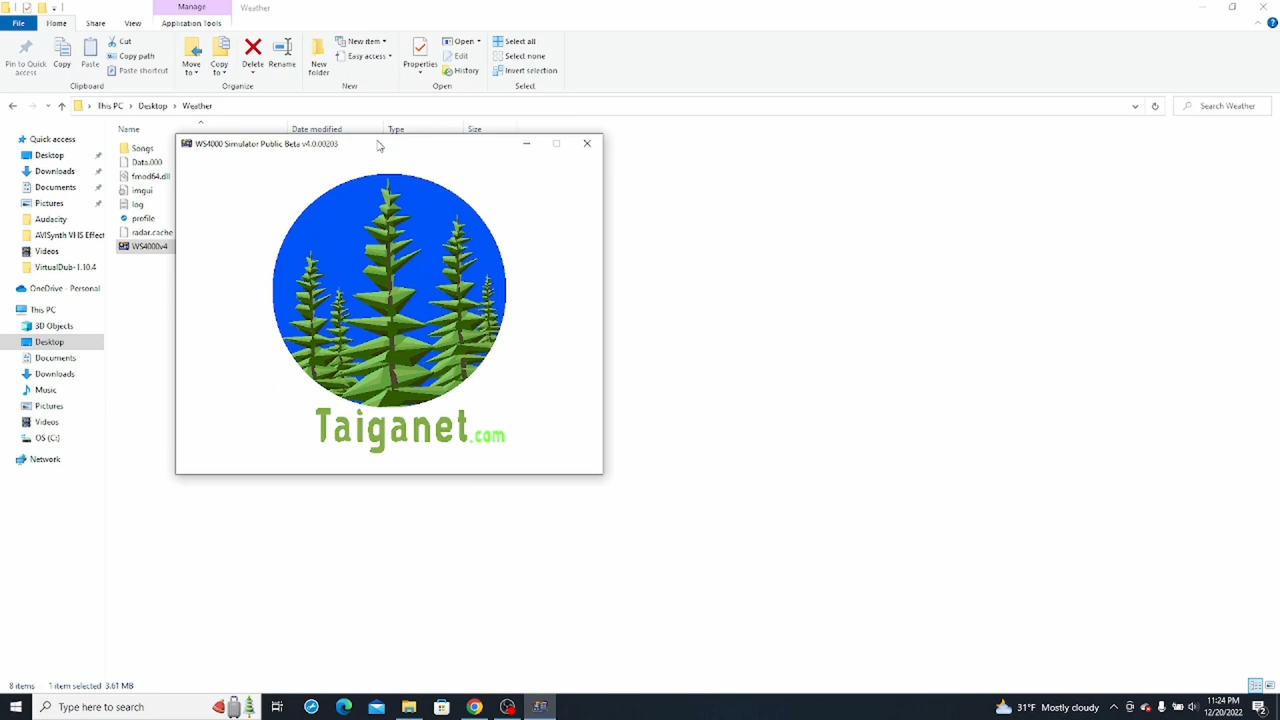 Manage
Weather
File
Home
Share
View
Application Tools
Pin to Quick access
Copy
Paste
Cut
Copy path
Paste shortcut
Clipboard
Move to
Copy to
Delete
Rename
Organize
New folder
New item
Easy access
New
Properties
Open
Edit
History
Open
Select all
Select none
Invert selection
Select
This PC
Desktop
Weather
Search Weather
Name
Date modified
Type
Size
Quick access
Desktop
Downloads
Documents
Pictures
Audacity
AVISynth VHS Effect
Videos
VirtualDub-1.10.4
OneDrive - Personal
This PC
3D Objects
Desktop
Documents
Downloads
Music
Pictures
Videos
OS (C:)
Network
Songs
Data.000
fmod64.dll
imgui
log
profile
radar.cache
WS4000v4
WS4000 Simulator Public Beta v4.0.00203
Taiganet.com
8 items
1 item selected 3.61 MB
Type here to search
31°F Mostly cloudy
11:24 PM
12/20/2022
2